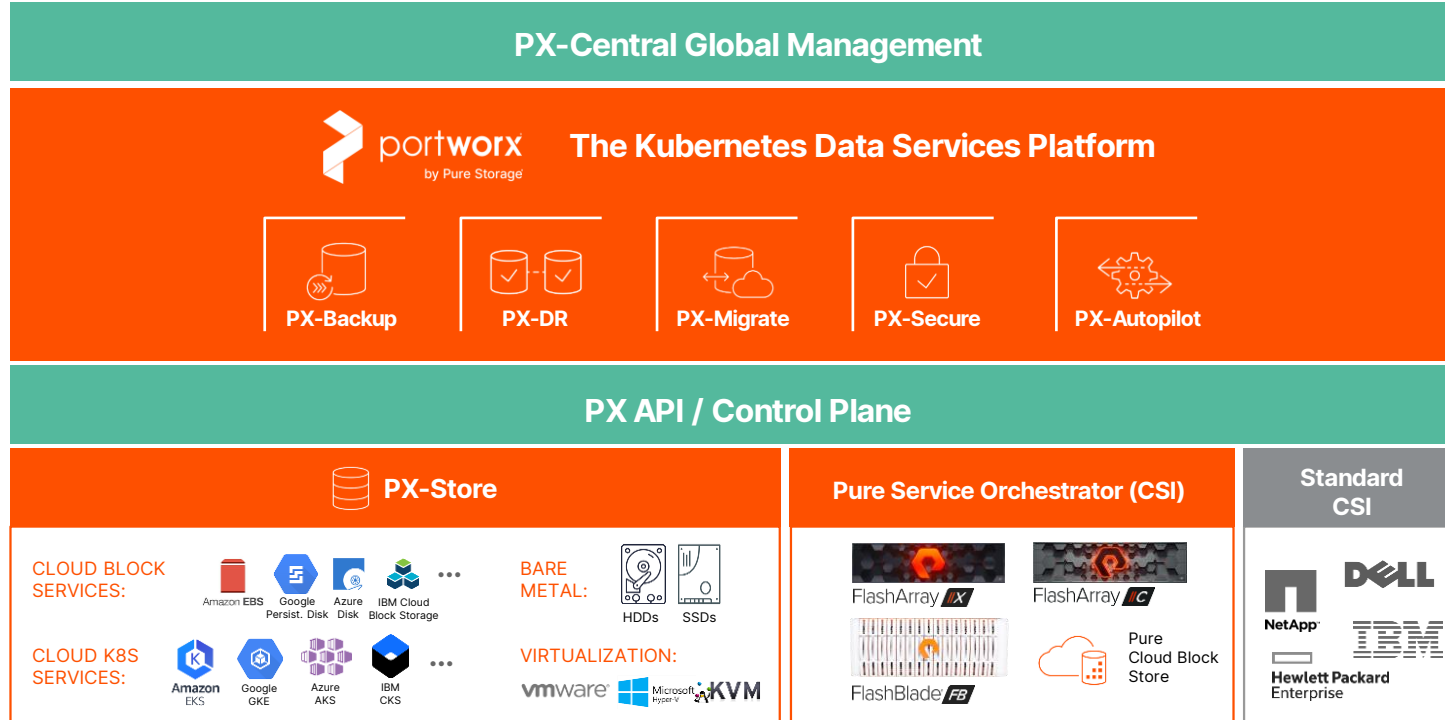 PX-Central Global Management
portworx
by Pure Storage
The Kubernetes Data Services Platform
PX-Backup
PX-DR
PX-Migrate
PX-Secure
PX-Autopilot
PX API / Control Plane
PX-Store
Pure Service Orchestrator (CSI)
Standard
CSI
CLOUD BLOCK
SERVICES:
Amazon EBS
Google
Persist. Disk
Azure
Disk
IBM Cloud
Block Storage
...
BARE
METAL:
HDDs
SSDs
CLOUD K8S
SERVICES:
K
Amazon
EKS
Google
GKE
Azure
AKS
IBM
CKS
...
VIRTUALIZATION:
vmware
Microsoft
Hyper-V
KVM
FlashArray //X
FlashArray //C
FlashBlade FB
Pure
Cloud Block
Store
NetApp
DELL
IBM
Hewlett Packard
Enterprise